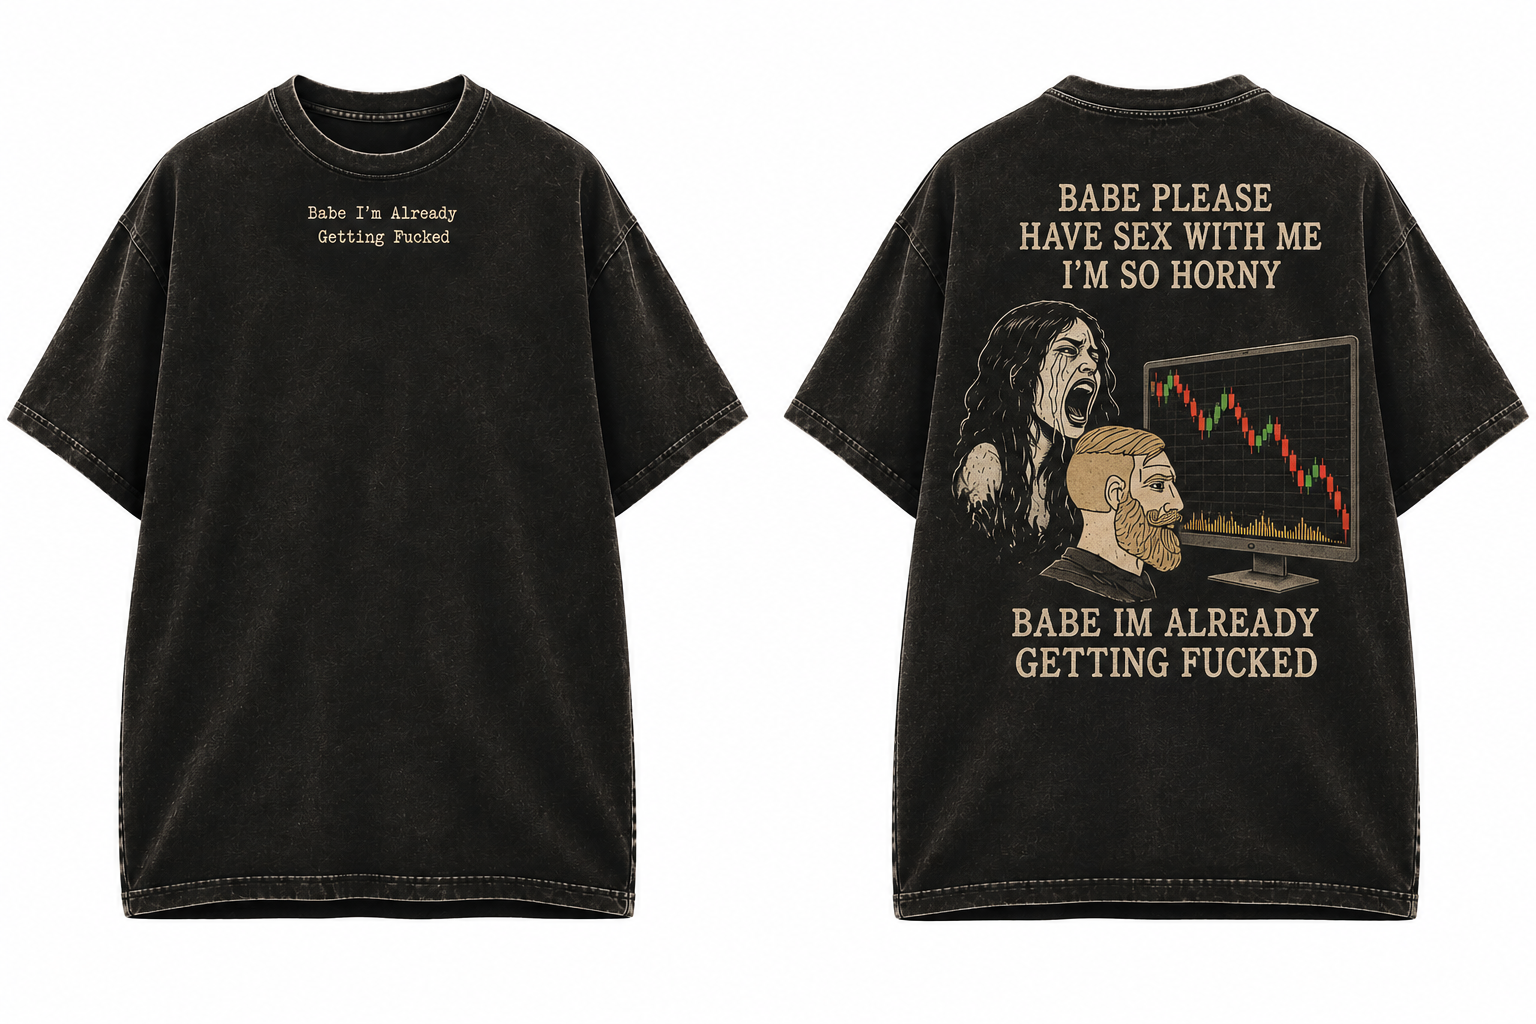 Babe I'm Already
Getting Fucked
BABE PLEASE
HAVE SEX WITH ME
I'M SO HORNY
BABE IM ALREADY
GETTING FUCKED